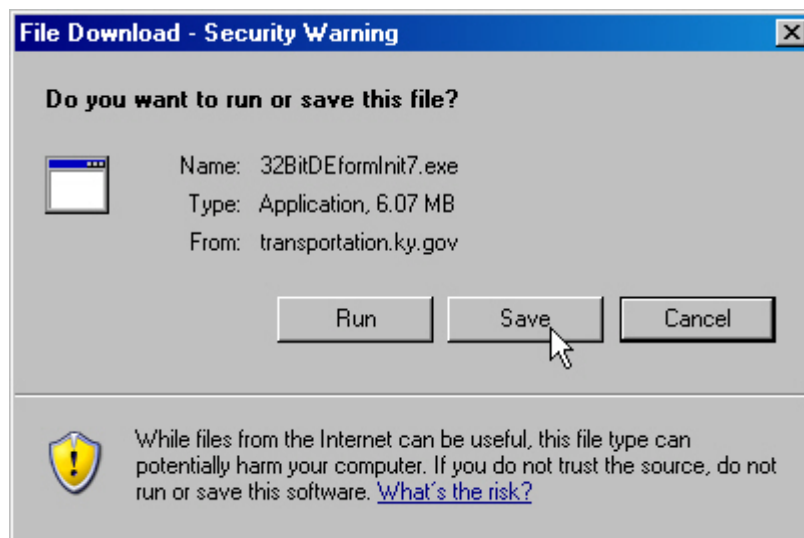 File Download - Security Warning
Do you want to run or save this file?
Name: 32BitDEformInit7.exe
Type: Application, 6.07 MB
From: transportation.ky.gov
Run Save Cancel
While files from the Internet can be useful, this file type can
potentially harm your computer. If you do not trust the source, do not
run or save this software. What's the risk?